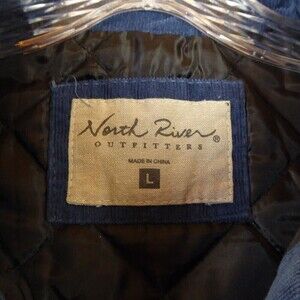 North River
®
OUTFITTERS
MADE IN CHINA
L